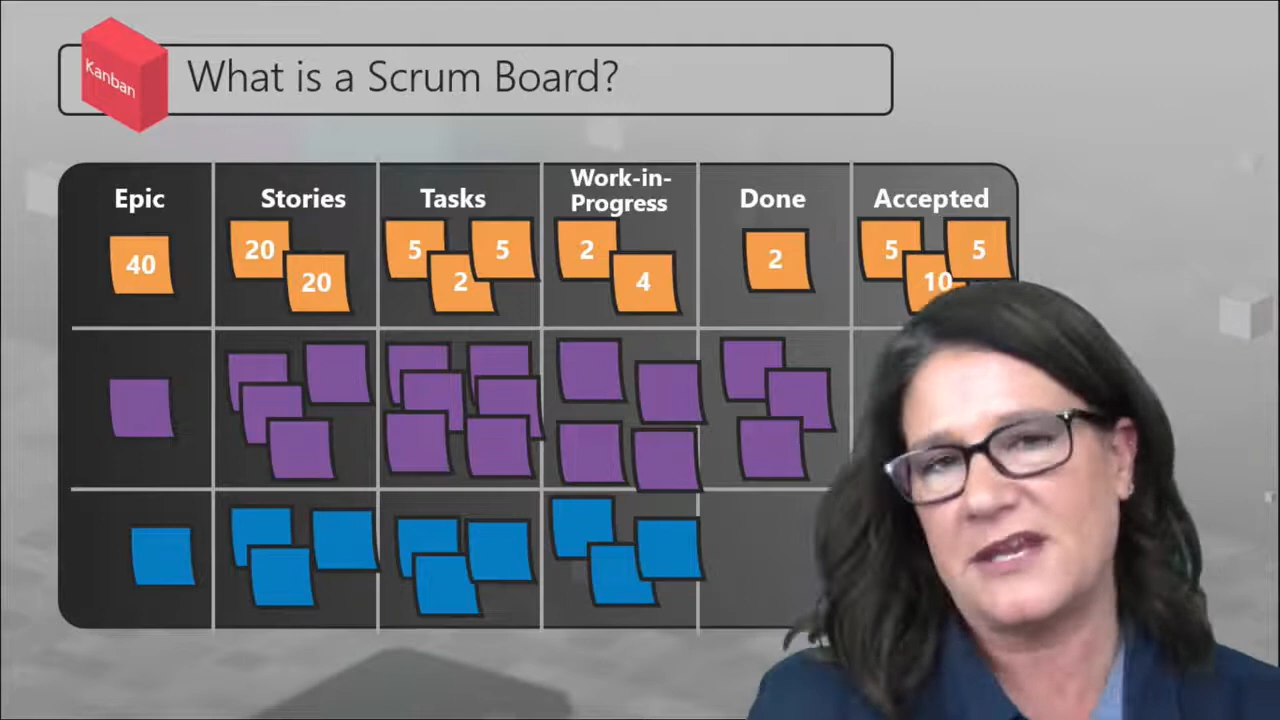 Kanban
What is a Scrum Board?
Epic
Stories
Tasks
Work-in-
Progress
Done
Accepted
40
20
20
5
2
5
2
4
2
5
10
5